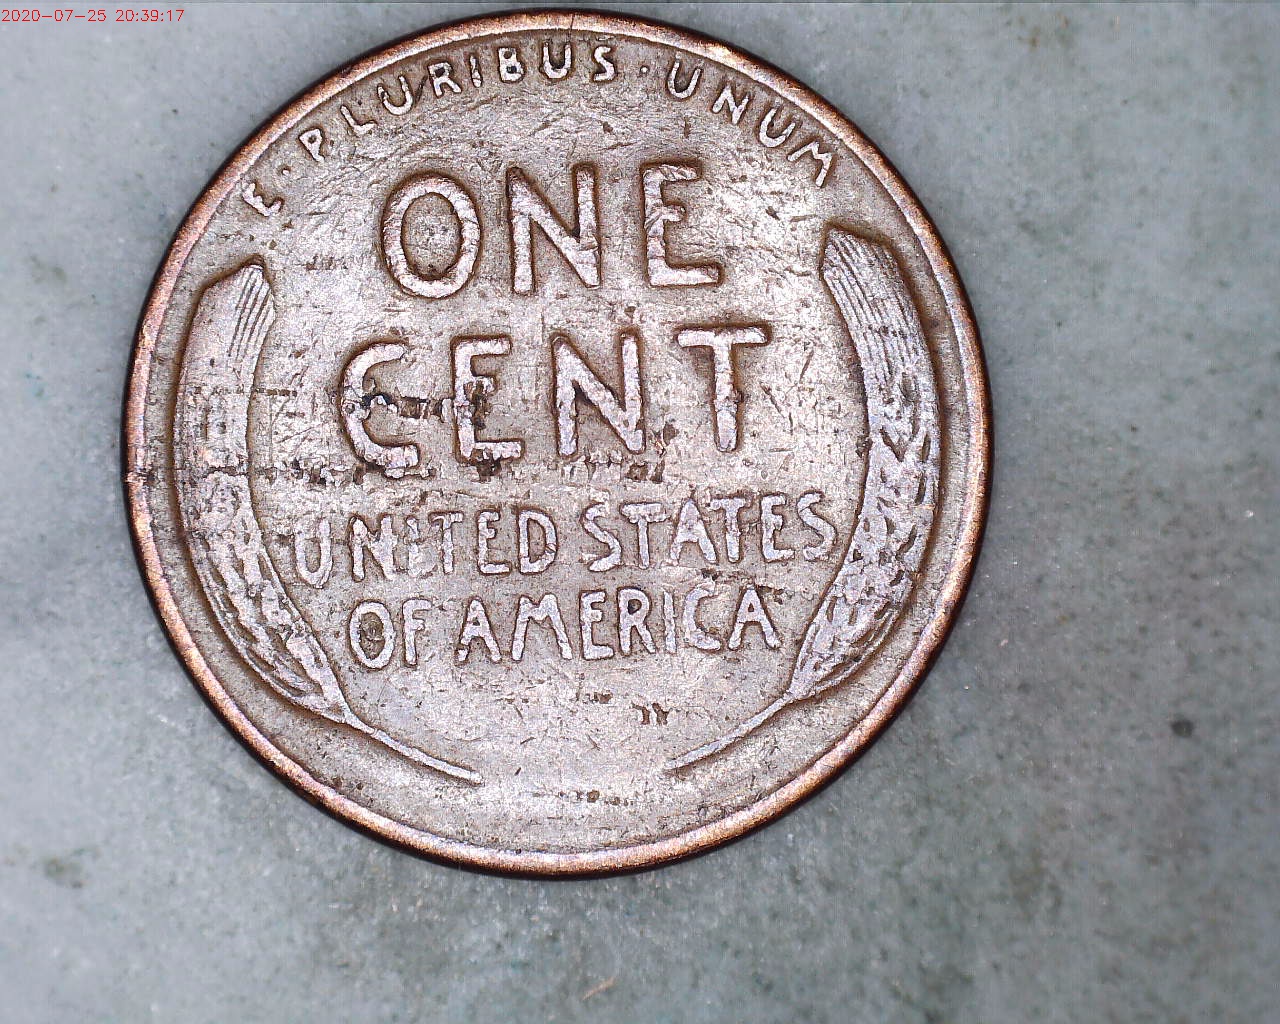 2020-07-25 20:39:17
E · PLURIBUS · UNUM
ONE
CENT
UNITED STATES
OF AMERICA